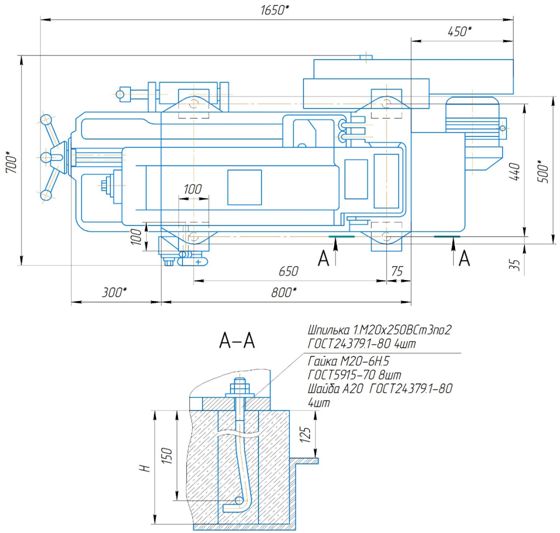 1650*
450*
700*
100
100
440
500*
A
A
35
650
75
300*
800*
А-А
Шпилька 1.М20х250ВСт3пс2
ГОСТ24379.1-80 4шт
Гайка М20-6Н.5
ГОСТ5915-70 8шт
Шайба А20 ГОСТ24379.1-80
4шт
H
150
125